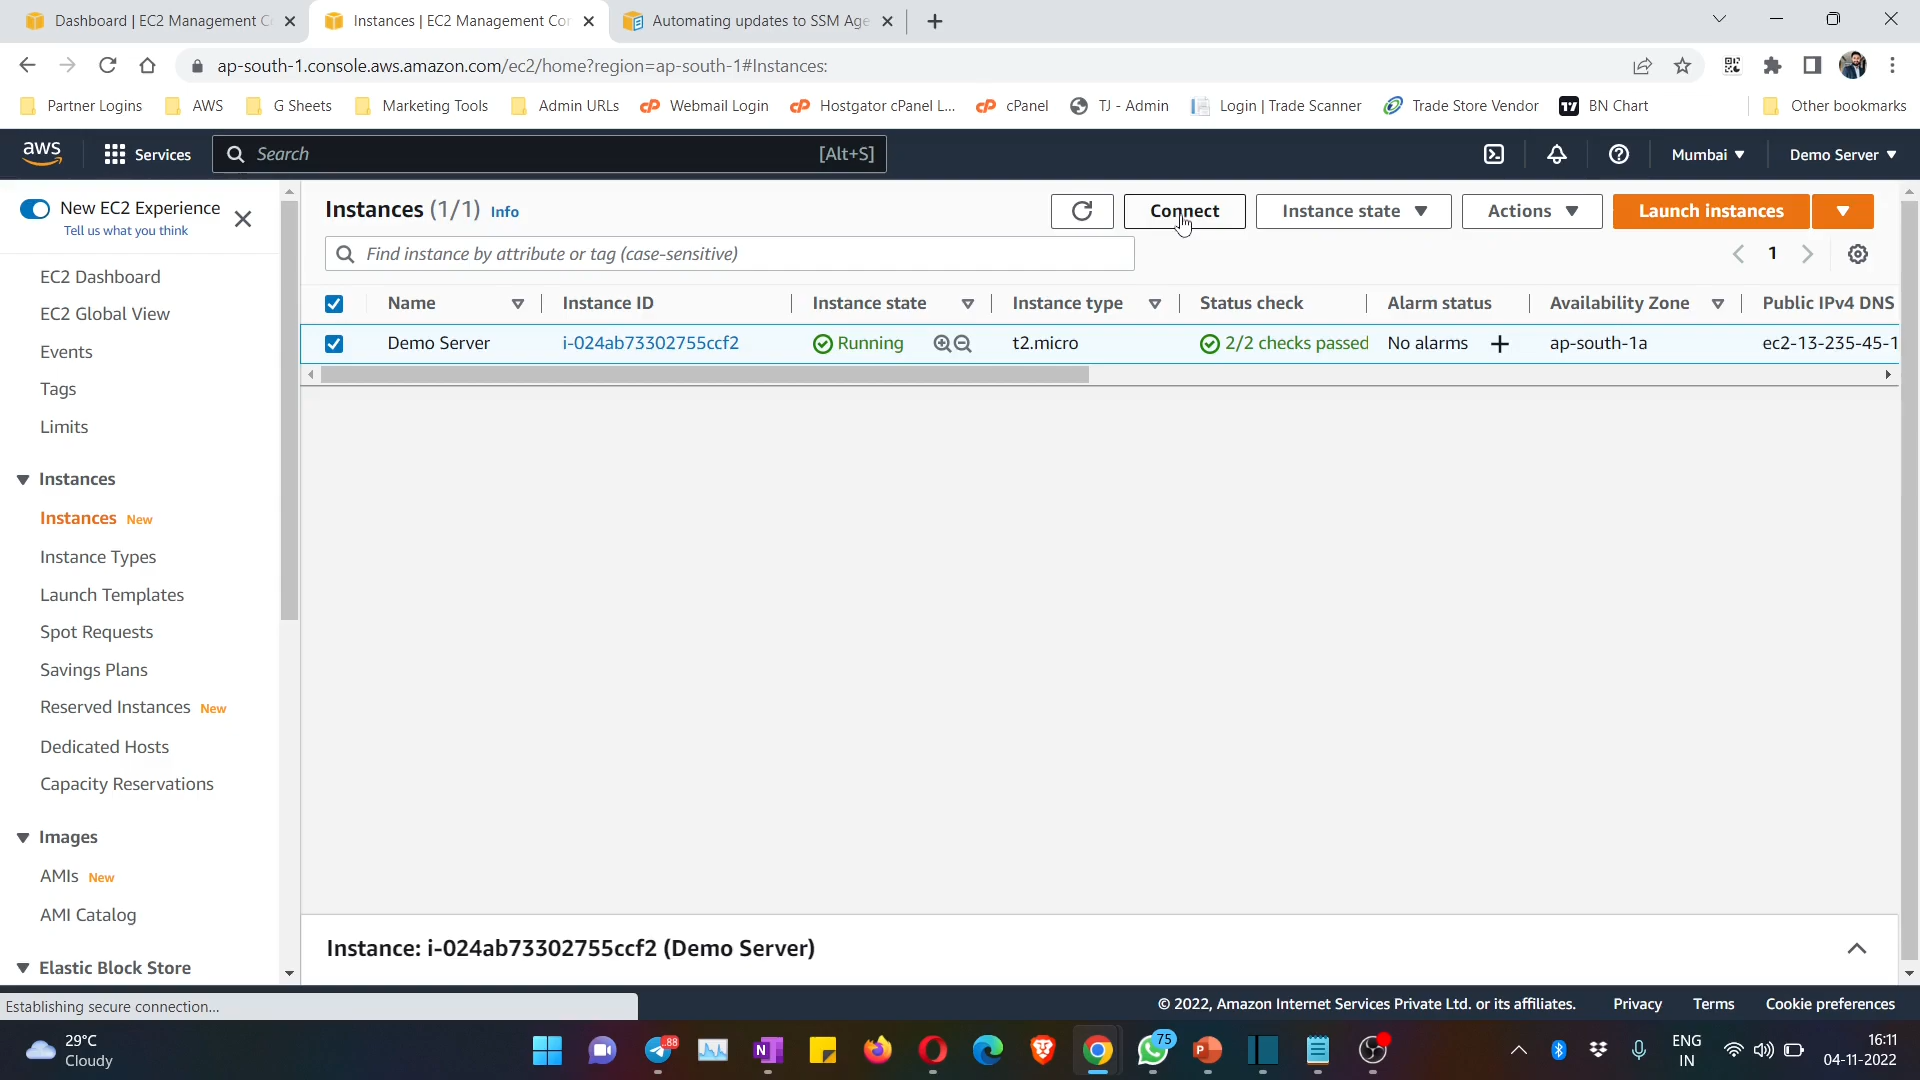 Dashboard | EC2 Management C
Instances | EC2 Management Con
Automating updates to SSM Age
ap-south-1.console.aws.amazon.com/ec2/home?region=ap-south-1#Instances:
Partner Logins
AWS
G Sheets
Marketing Tools
Admin URLs
cP Webmail Login
cP Hostgator cPanel L...
cP cPanel
TJ - Admin
Login | Trade Scanner
Trade Store Vendor
BN Chart
Other bookmarks
aws
Services
Search
[Alt+S]
Mumbai
Demo Server
New EC2 Experience
Tell us what you think
EC2 Dashboard
EC2 Global View
Events
Tags
Limits
Instances
Instances New
Instance Types
Launch Templates
Spot Requests
Savings Plans
Reserved Instances New
Dedicated Hosts
Capacity Reservations
Images
AMIs New
AMI Catalog
Elastic Block Store
Instances (1/1) Info
Connect
Instance state
Actions
Launch instances
Find instance by attribute or tag (case-sensitive)
1
Name Instance ID Instance state Instance type Status check Alarm status Availability Zone Public IPv4 DNS
Demo Server i-024ab73302755ccf2 Running t2.micro 2/2 checks passed No alarms + ap-south-1a ec2-13-235-45-1
Instance: i-024ab73302755ccf2 (Demo Server)
Establishing secure connection...
© 2022, Amazon Internet Services Private Ltd. or its affiliates. Privacy Terms Cookie preferences
29°C
Cloudy
88
75
ENG
IN
16:11
04-11-2022